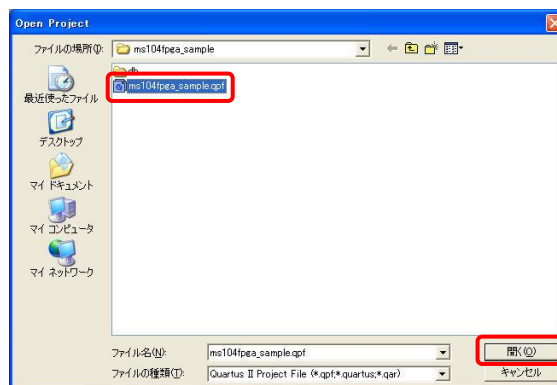 Open Project
ファイルの場所(I):
ms104fpga_sample
db
ms104fpga_sample.qpf
最近使ったファイル
デスクトップ
マイ ドキュメント
マイ コンピュータ
マイ ネットワーク
ファイル名(N):
ms104fpga_sample.qpf
開く(O)
ファイルの種類(T):
Quartus II Project File (*.qpf;*.quartus;*.qar)
キャンセル